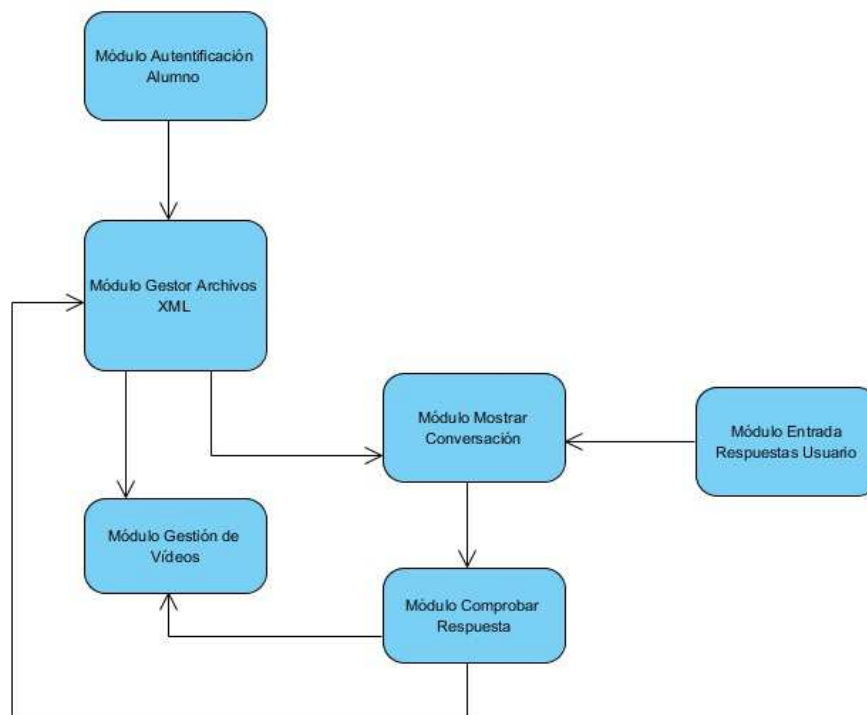 Módulo Autentificación
Alumno
Módulo Gestor Archivos
XML
Módulo Mostrar
Conversación
Módulo Entrada
Respuestas Usuario
Módulo Gestión de
Vídeos
Módulo Comprobar
Respuesta